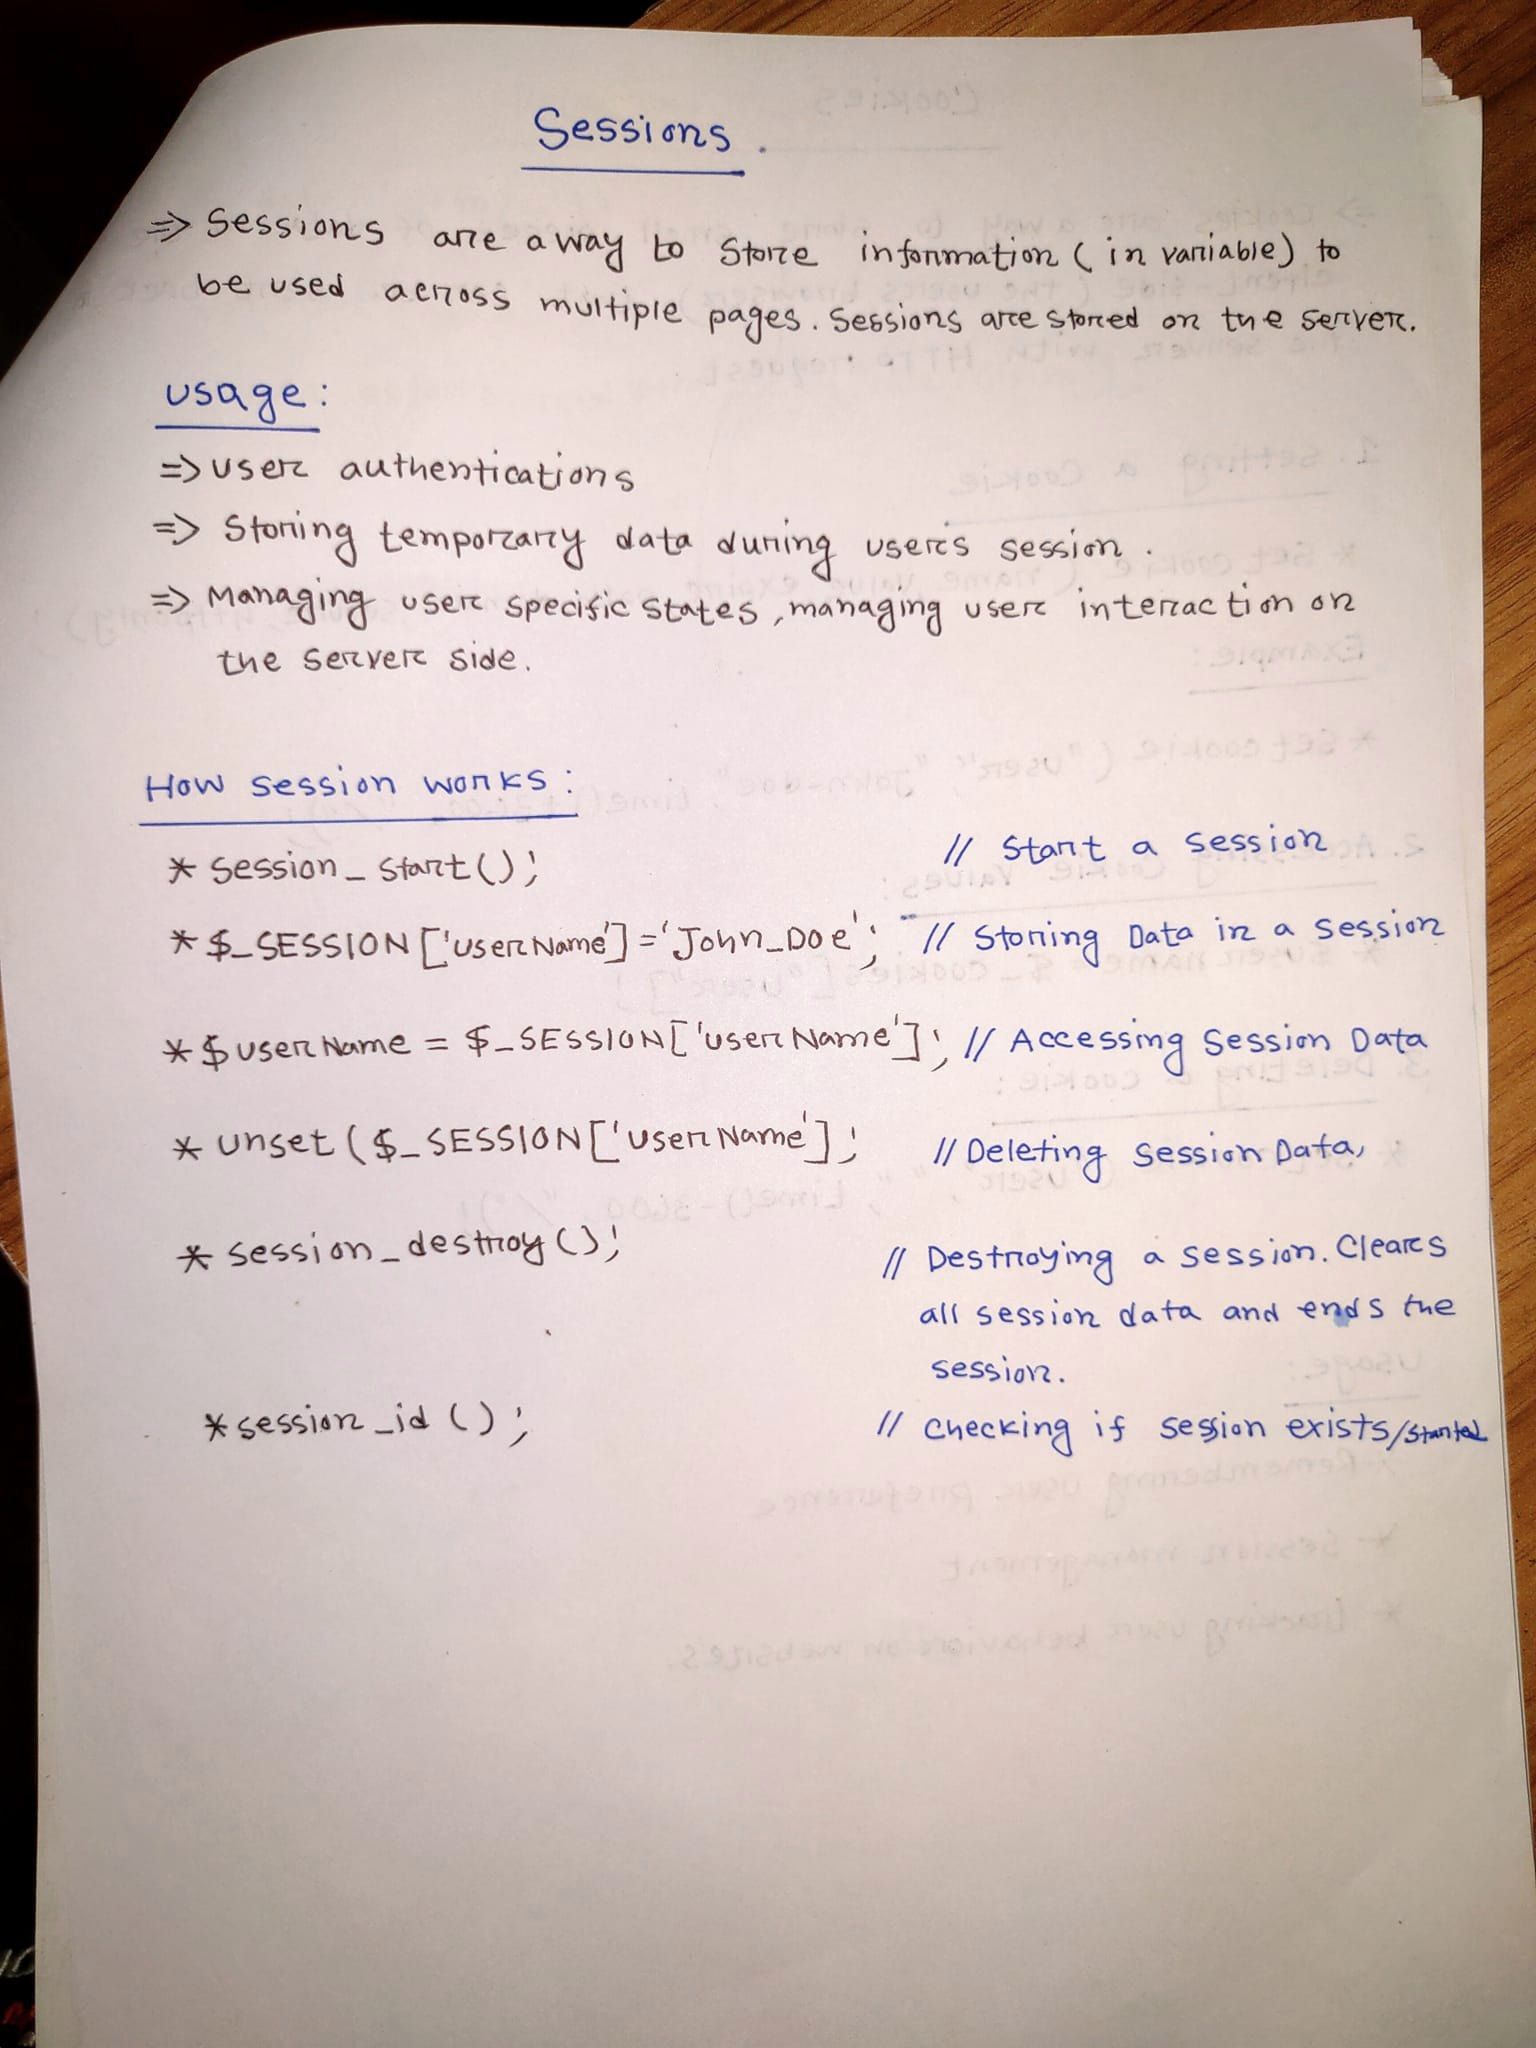 Sessions.
=> Sessions are a way to store information (in variable) to
be used across multiple pages. Sessions are stored on the server.
usage:
=> user authentications
=> Storing temporary data during users session.
=> Managing user specific states, managing user interaction on
the server side.
How session works:
* session_start(); // Start a session
* $_SESSION['userName']='John_Doe'; // Storing Data in a session
* $userName = $_SESSION['userName']; // Accessing Session Data
* unset($_SESSION['userName']; // Deleting Session Data,
* session_destroy(); // Destroying a session. Clears
all session data and ends the
session.
* session_id(); // checking if session exists/started